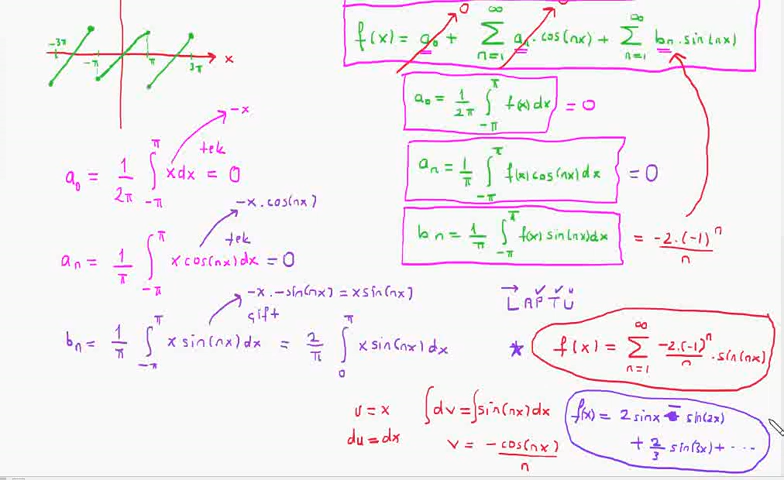 -3π -π π 3π x
f(x) = a₀ + ∑_{n=1}^{∞} aₙ.cos(nx) + ∑_{n=1}^{∞} bₙ.sin(nx)
0
a₀ = 1/2π ∫_{-π}^{π} f(x)dx = 0
-x
tek
a₀ = 1/2π ∫_{-π}^{π} x dx = 0
aₙ = 1/π ∫_{-π}^{π} f(x) cos(nx) dx = 0
-x.cos(nx)
tek
aₙ = 1/π ∫_{-π}^{π} x cos(nx) dx = 0
bₙ = 1/π ∫_{-π}^{π} f(x) sin(nx) dx = -2.(-1)ⁿ/n
-x.-sin(nx) = x sin(nx)
çift
bₙ = 1/π ∫_{-π}^{π} x sin(nx) dx = 2/π ∫_{0}^{π} x sin(nx) dx
LAPTÜ
* f(x) = ∑_{n=1}^{∞} -2.(-1)ⁿ/n . sin(nx)
u = x ∫dv = ∫sin(nx)dx
du = dx v = -cos(nx)/n
f(x) = 2 sinx - sin(2x)
+ 2/3 sin(3x) + ...